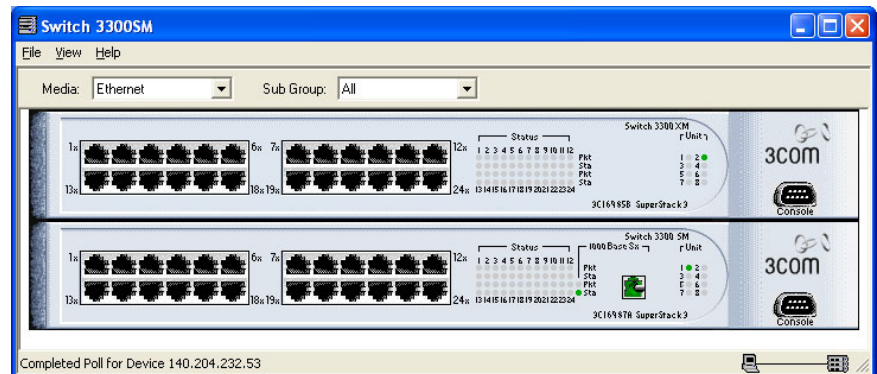 Switch 3300SM
File View Help
Media: Ethernet Sub Group: All
Switch 3300 XM
Status Unit
1x 6x 7x 12x 1 2 3 4 5 6 7 8 9 10 11 12
Pkt 1 2
Sta 3 4
Pkt 5 6
Sta 7 8
13x 18x 19x 24x 13 14 15 16 17 18 19 20 21 22 23 24
3C16985B SuperStack 3
3COM
Console
Switch 3300 SM
Status 1000 Base Sx Unit
1x 6x 7x 12x 1 2 3 4 5 6 7 8 9 10 11 12
Pkt 1 2
Sta 3 4
Pkt 5 6
Sta 7 8
13x 18x 19x 24x 13 14 15 16 17 18 19 20 21 22 23 24
3C16987A SuperStack 3
3COM
Console
Completed Poll for Device 140.204.232.53